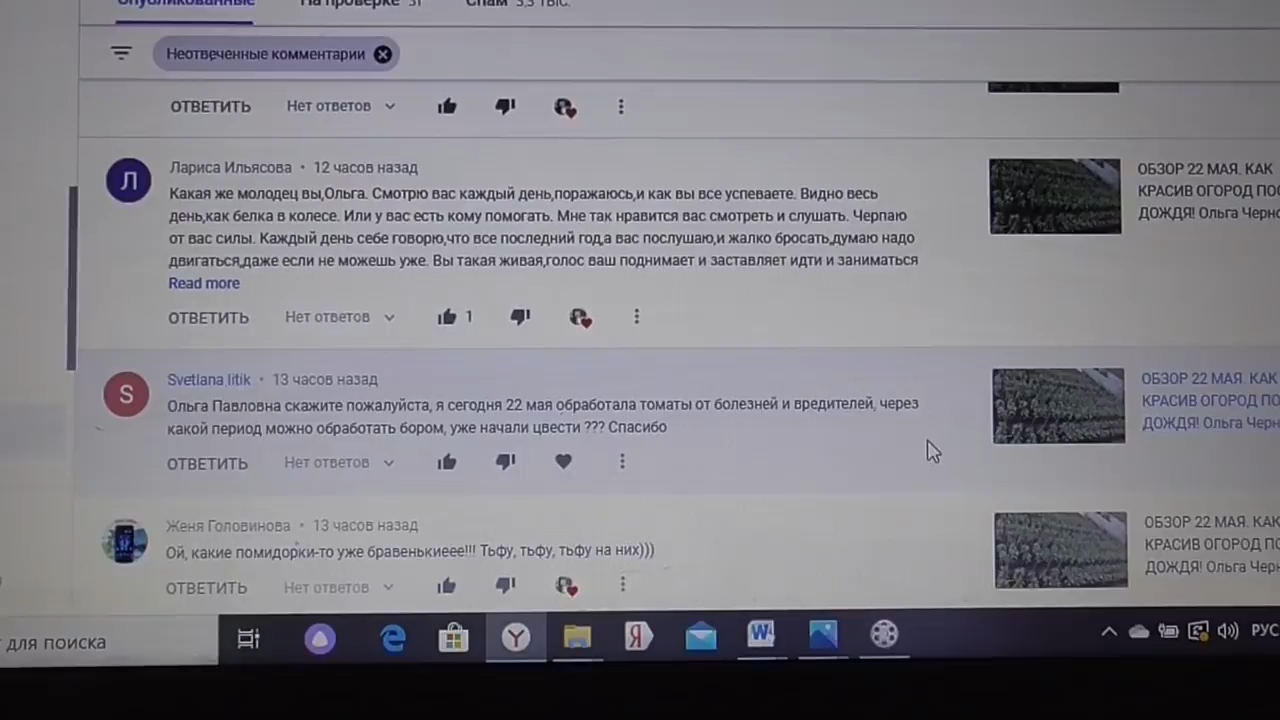 Опубликованные На проверке 31 Спам 3,3 тыс.
Неотвеченные комментарии
ОТВЕТИТЬ Нет ответов
Лариса Ильясова • 12 часов назад
Какая же молодец вы,Ольга. Смотрю вас каждый день,поражаюсь,и как вы все успеваете. Видно весь
день,как белка в колесе. Или у вас есть кому помогать. Мне так нравится вас смотреть и слушать. Черпаю
от вас силы. Каждый день себе говорю,что все последний год,а вас послушаю,и жалко бросать,думаю надо
двигаться,даже если не можешь уже. Вы такая живая,голос ваш поднимает и заставляет идти и заниматься
Read more
ОТВЕТИТЬ Нет ответов 1
ОБЗОР 22 МАЯ. КАК
КРАСИВ ОГОРОД ПОС
ДОЖДЯ! Ольга Черно
Л
Svetlana litik • 13 часов назад
Ольга Павловна скажите пожалуйста, я сегодня 22 мая обработала томаты от болезней и вредителей, через
какой период можно обработать бором, уже начали цвести ??? Спасибо
ОТВЕТИТЬ Нет ответов
ОБЗОР 22 МАЯ. КАК
КРАСИВ ОГОРОД ПО
ДОЖДЯ! Ольга Черн
S
Женя Головинова • 13 часов назад
Ой, какие помидорки-то уже бравенькиеее!!! Тьфу, тьфу, тьфу на них)))
ОТВЕТИТЬ Нет ответов
ОБЗОР 22 МАЯ. КАК
КРАСИВ ОГОРОД ПО
ДОЖДЯ! Ольга Черн
для поиска
Y
Я
W
РУС